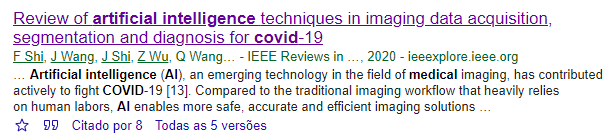 Review of artificial intelligence techniques in imaging data acquisition,
segmentation and diagnosis for covid-19
F Shi, J Wang, J Shi, Z Wu, Q Wang... - IEEE Reviews in ..., 2020 - ieeexplore.ieee.org
... Artificial intelligence (AI), an emerging technology in the field of medical imaging, has contributed
actively to fight COVID-19 [13]. Compared to the traditional imaging workflow that heavily relies
on human labors, AI enables more safe, accurate and efficient imaging solutions ...
Citado por 8 Todas as 5 versões